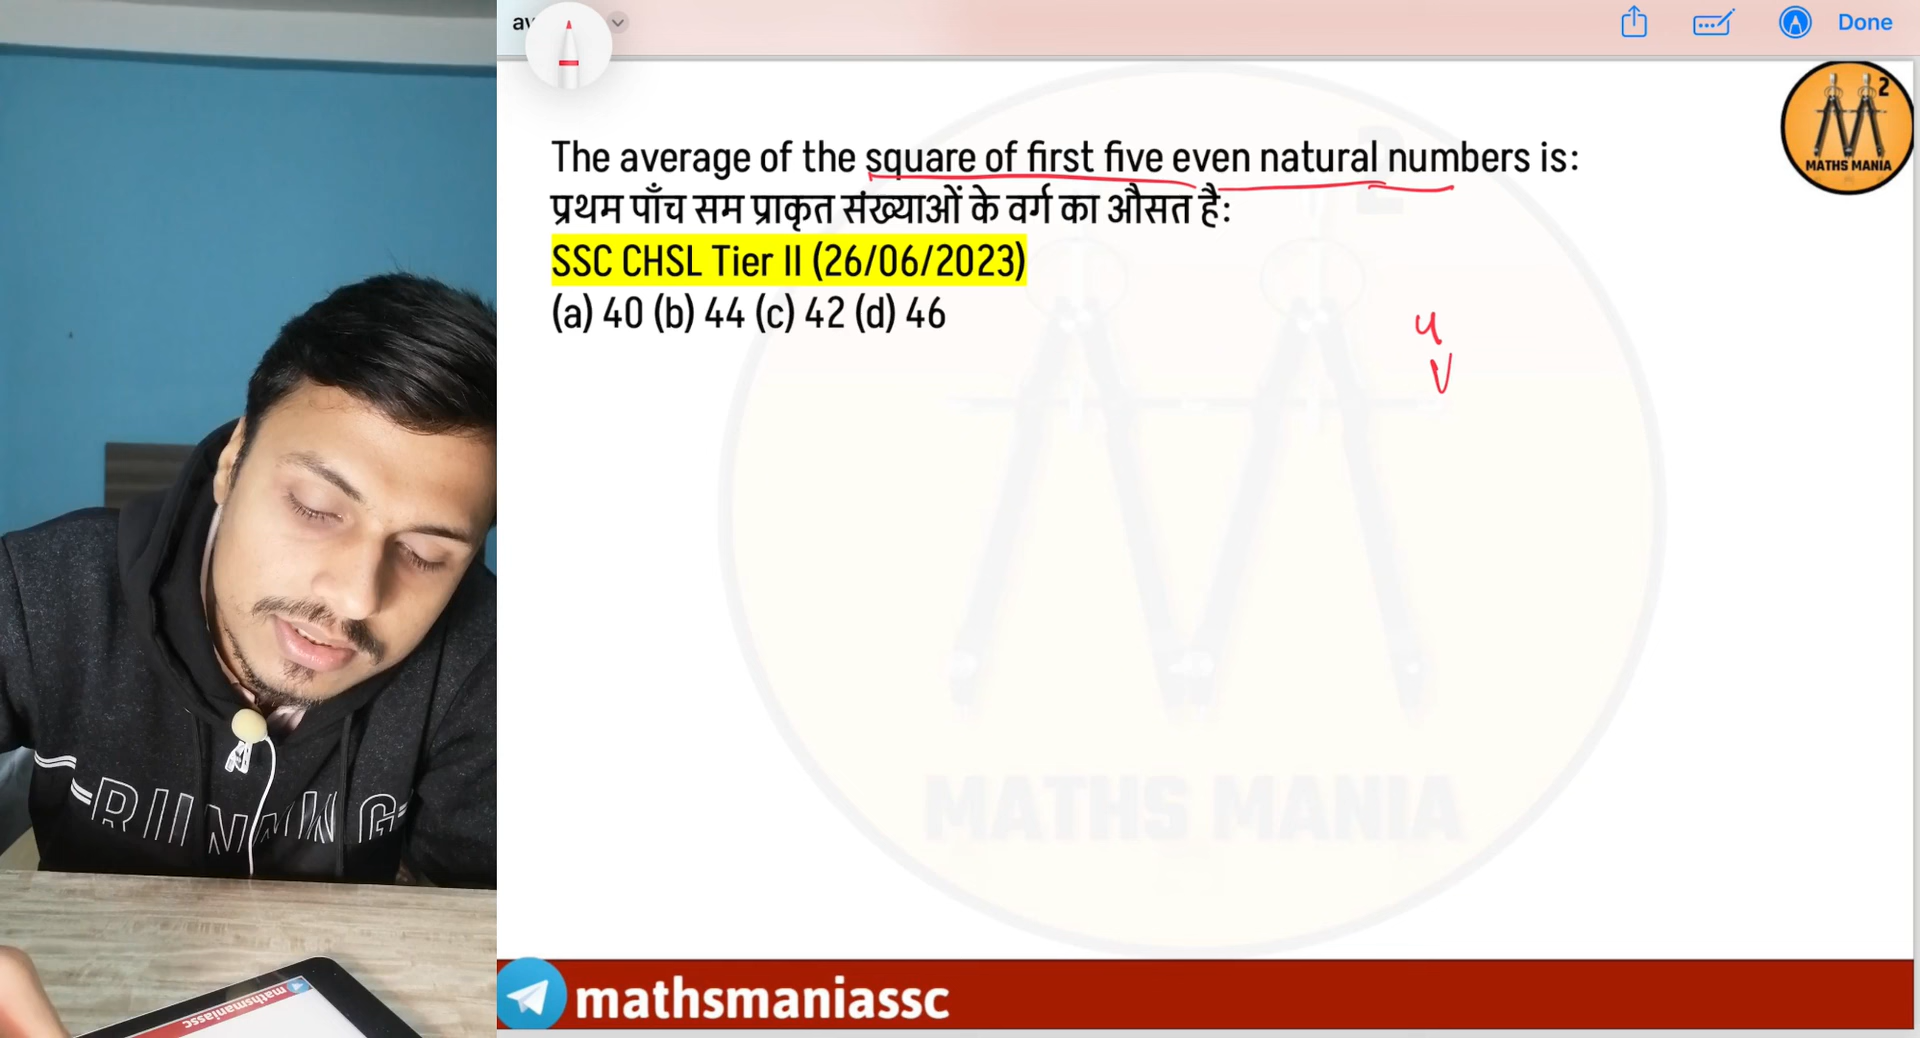 Done
2
MATHS MANIA
The average of the square of first five even natural numbers is:
प्रथम पाँच सम प्राकृत संख्याओं के वर्ग का औसत है:
SSC CHSL Tier II (26/06/2023)
(a) 40 (b) 44 (c) 42 (d) 46
2
MATHS MANIA
RUNNING
mathsmaniassc
mathsmaniassc